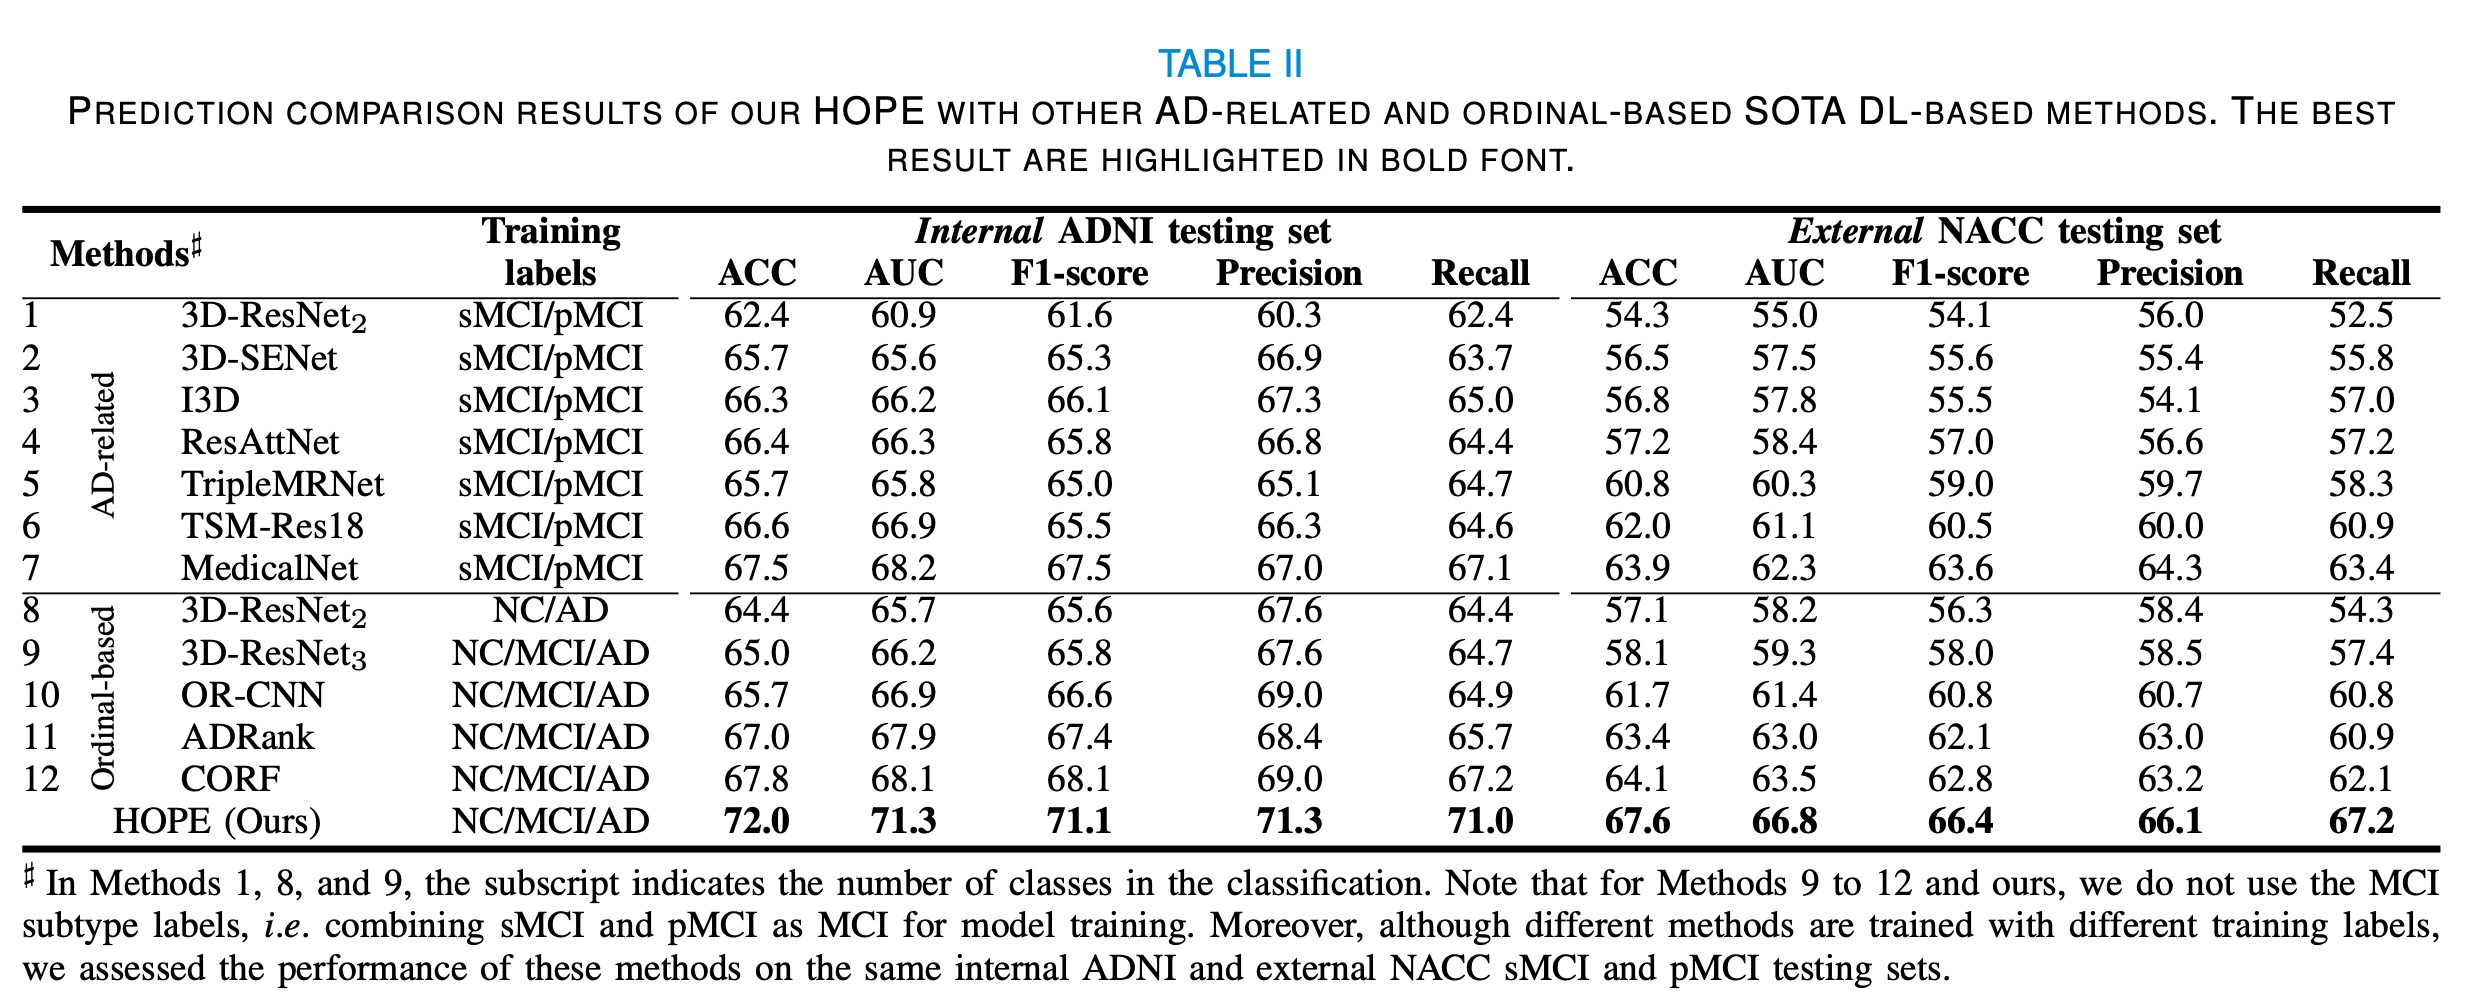 TABLE II
PREDICTION COMPARISON RESULTS OF OUR HOPE WITH OTHER AD-RELATED AND ORDINAL-BASED SOTA DL-BASED METHODS. THE BEST
RESULT ARE HIGHLIGHTED IN BOLD FONT.
Methods♯ Training labels Internal ADNI testing set External NACC testing set
ACC AUC F1-score Precision Recall ACC AUC F1-score Precision Recall
AD-related
1 3D-ResNet₂ sMCI/pMCI 62.4 60.9 61.6 60.3 62.4 54.3 55.0 54.1 56.0 52.5
2 3D-SENet sMCI/pMCI 65.7 65.6 65.3 66.9 63.7 56.5 57.5 55.6 55.4 55.8
3 I3D sMCI/pMCI 66.3 66.2 66.1 67.3 65.0 56.8 57.8 55.5 54.1 57.0
4 ResAttNet sMCI/pMCI 66.4 66.3 65.8 66.8 64.4 57.2 58.4 57.0 56.6 57.2
5 TripleMRNet sMCI/pMCI 65.7 65.8 65.0 65.1 64.7 60.8 60.3 59.0 59.7 58.3
6 TSM-Res18 sMCI/pMCI 66.6 66.9 65.5 66.3 64.6 62.0 61.1 60.5 60.0 60.9
7 MedicalNet sMCI/pMCI 67.5 68.2 67.5 67.0 67.1 63.9 62.3 63.6 64.3 63.4
Ordinal-based
8 3D-ResNet₂ NC/AD 64.4 65.7 65.6 67.6 64.4 57.1 58.2 56.3 58.4 54.3
9 3D-ResNet₃ NC/MCI/AD 65.0 66.2 65.8 67.6 64.7 58.1 59.3 58.0 58.5 57.4
10 OR-CNN NC/MCI/AD 65.7 66.9 66.6 69.0 64.9 61.7 61.4 60.8 60.7 60.8
11 ADRank NC/MCI/AD 67.0 67.9 67.4 68.4 65.7 63.4 63.0 62.1 63.0 60.9
12 CORF NC/MCI/AD 67.8 68.1 68.1 69.0 67.2 64.1 63.5 62.8 63.2 62.1
HOPE (Ours) NC/MCI/AD 72.0 71.3 71.1 71.3 71.0 67.6 66.8 66.4 66.1 67.2
♯ In Methods 1, 8, and 9, the subscript indicates the number of classes in the classification. Note that for Methods 9 to 12 and ours, we do not use the MCI
subtype labels, i.e. combining sMCI and pMCI as MCI for model training. Moreover, although different methods are trained with different training labels,
we assessed the performance of these methods on the same internal ADNI and external NACC sMCI and pMCI testing sets.